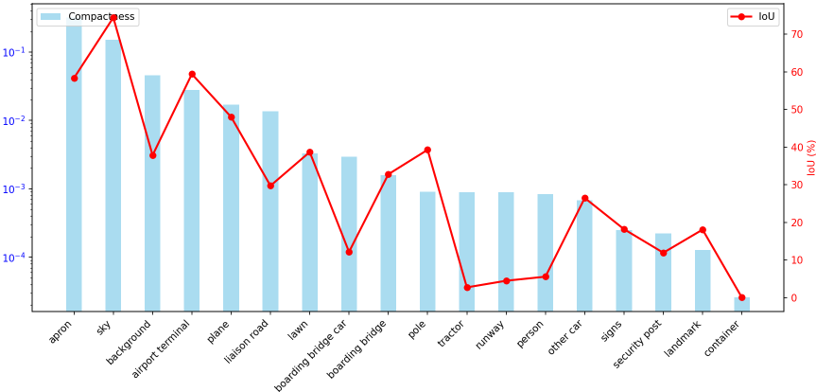 Compactness
IoU
10⁻¹
10⁻²
10⁻³
10⁻⁴
70
60
50
40
30
20
10
0
IoU (%)
apron
sky
background
airport terminal
plane
liaison road
lawn
boarding bridge car
boarding bridge
pole
tractor
runway
person
other car
signs
security post
landmark
container